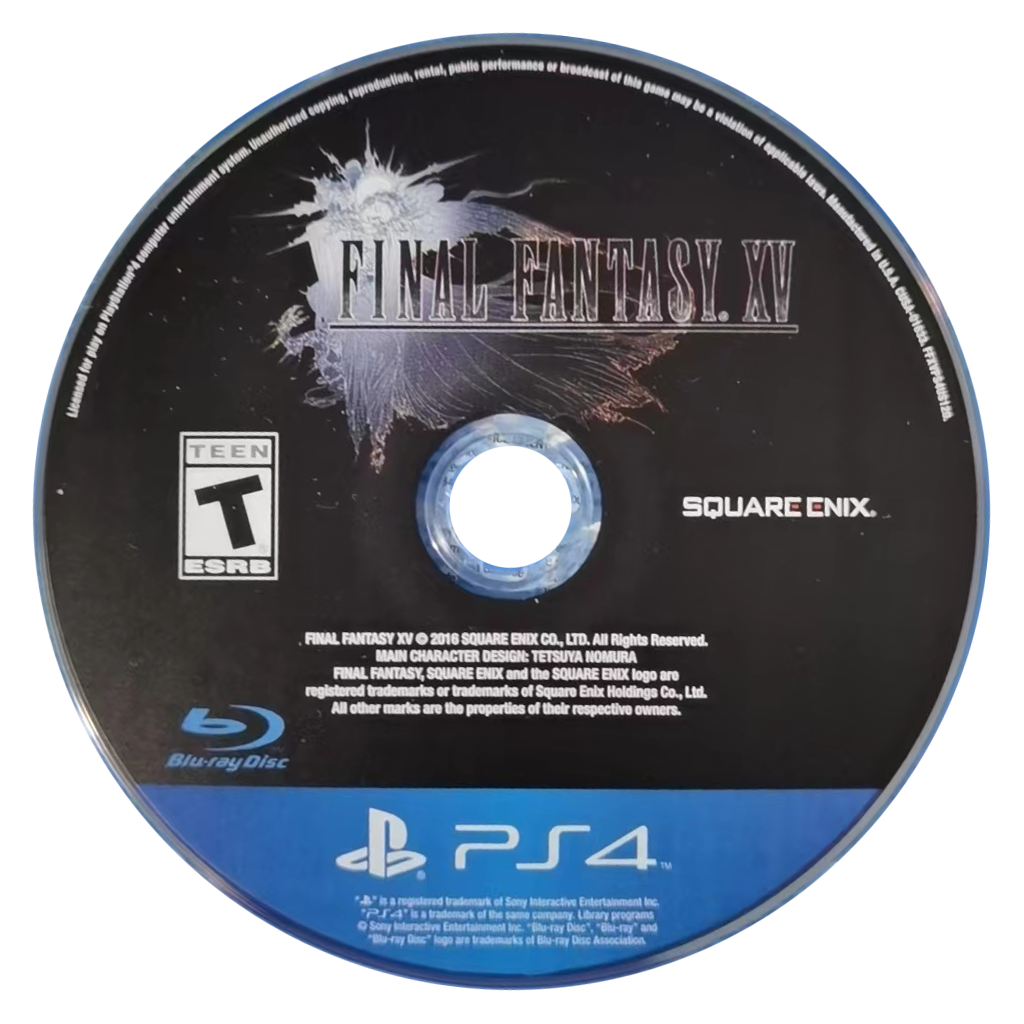 Licensed for play on PlayStation®4 computer entertainment system. Unauthorized copying, reproduction, rental, public performance or broadcast of this game may be a violation of applicable laws. Manufactured in U.S.A. CUSA-01633
FINAL FANTASY. XV
TEEN
T
ESRB
SQUARE ENIX®
FINAL FANTASY XV © 2016 SQUARE ENIX CO., LTD. All Rights Reserved.
MAIN CHARACTER DESIGN: TETSUYA NOMURA
FINAL FANTASY, SQUARE ENIX and the SQUARE ENIX logo are
registered trademarks or trademarks of Square Enix Holdings Co., Ltd.
All other marks are the properties of their respective owners.
Blu-ray Disc
PS4™
" " is a registered trademark of Sony Interactive Entertainment Inc.
"PS4" is a trademark of the same company. Library programs
© Sony Interactive Entertainment Inc. "Blu-ray Disc", "Blu-ray" and
"Blu-ray Disc" logo are trademarks of Blu-ray Disc Association.